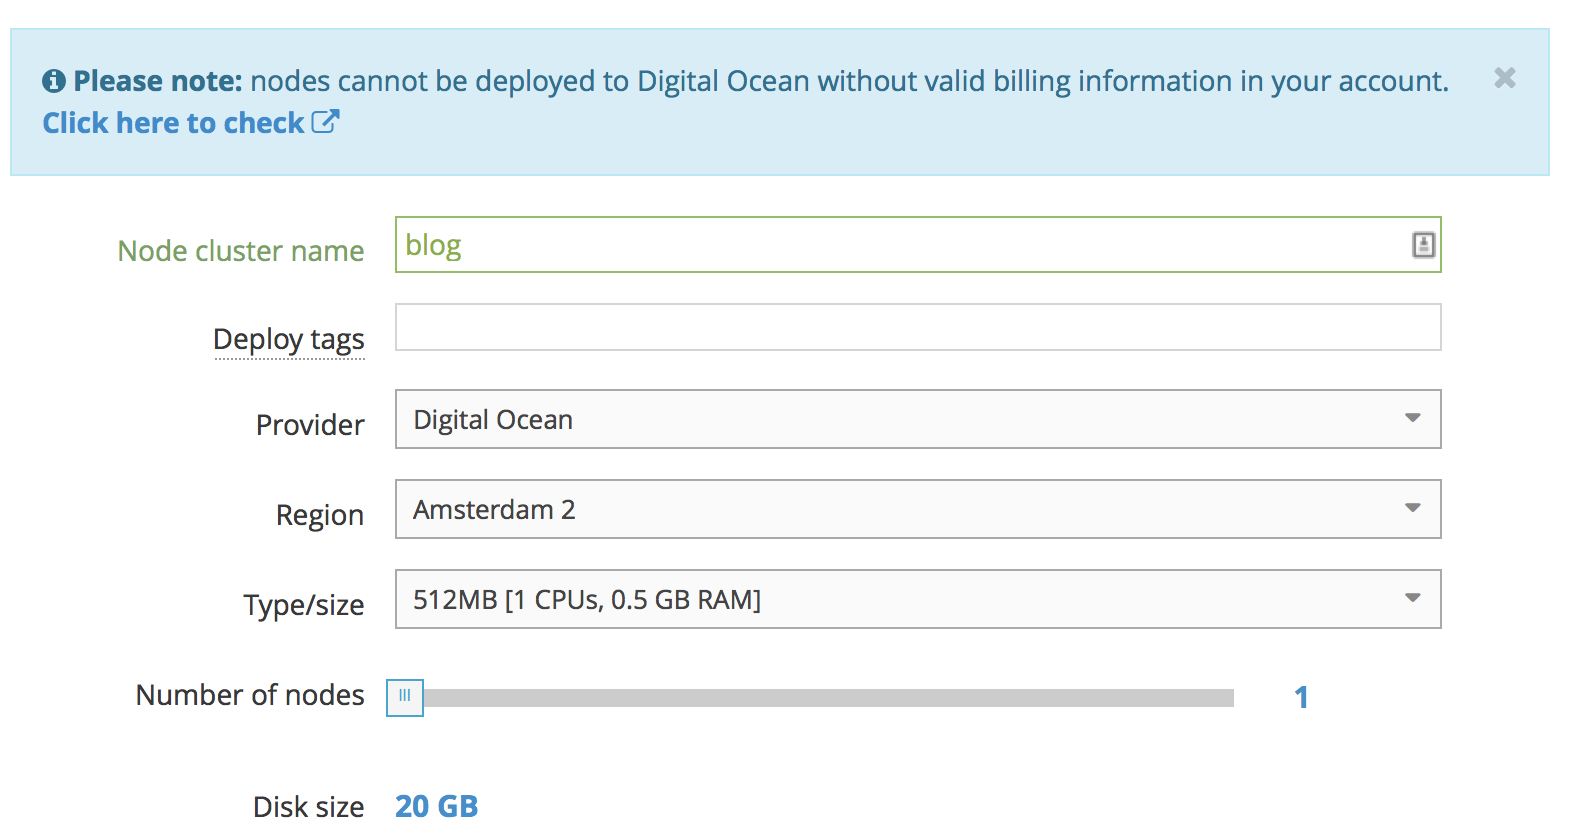 Please note: nodes cannot be deployed to Digital Ocean without valid billing information in your account.
Click here to check
Node cluster name
blog
Deploy tags
Provider
Digital Ocean
Region
Amsterdam 2
Type/size
512MB [1 CPUs, 0.5 GB RAM]
Number of nodes
1
Disk size
20 GB